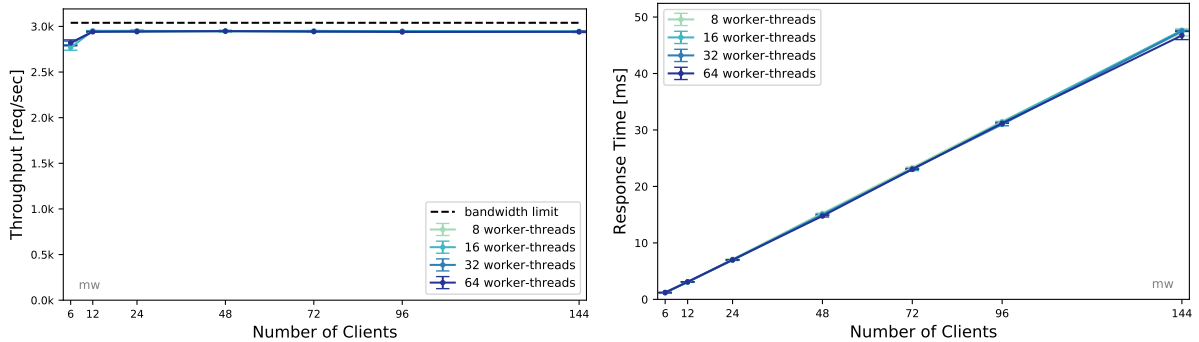 3.0k
2.5k
2.0k
1.5k
1.0k
0.5k
0.0k
Throughput [req/sec]
bandwidth limit
8 worker-threads
16 worker-threads
32 worker-threads
64 worker-threads
mw
6 12 24 48 72 96 144
Number of Clients
50
40
30
20
10
0
Response Time [ms]
8 worker-threads
16 worker-threads
32 worker-threads
64 worker-threads
mw
6 12 24 48 72 96 144
Number of Clients